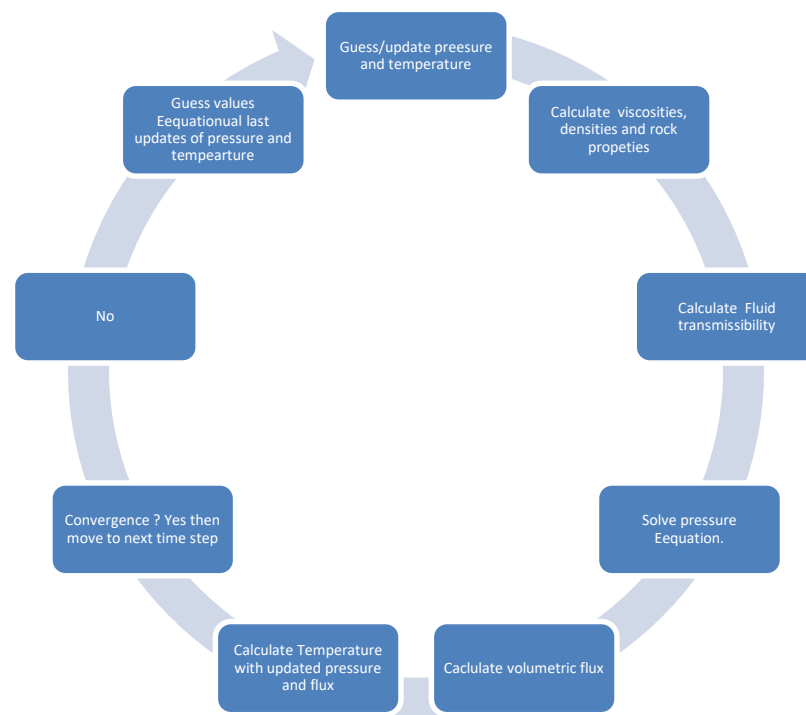 Guess/update preesure
and temperature
Calculate  viscosities,
densities and rock
propeties
Calculate  Fluid
transmissibility
Solve pressure
Eequation.
Caclulate volumetric flux
Calculate Temperature
with updated pressure
and flux
Convergence ? Yes then
move to next time step
No
Guess values
Eequationual last
updates of pressure and
tempearture